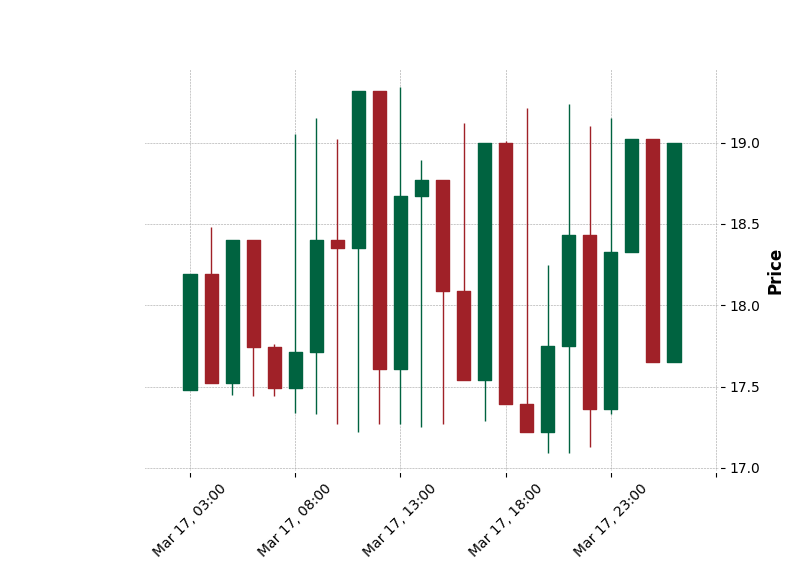 19.0
18.5
18.0
17.5
17.0
Price
Mar 17, 03:00
Mar 17, 08:00
Mar 17, 13:00
Mar 17, 18:00
Mar 17, 23:00